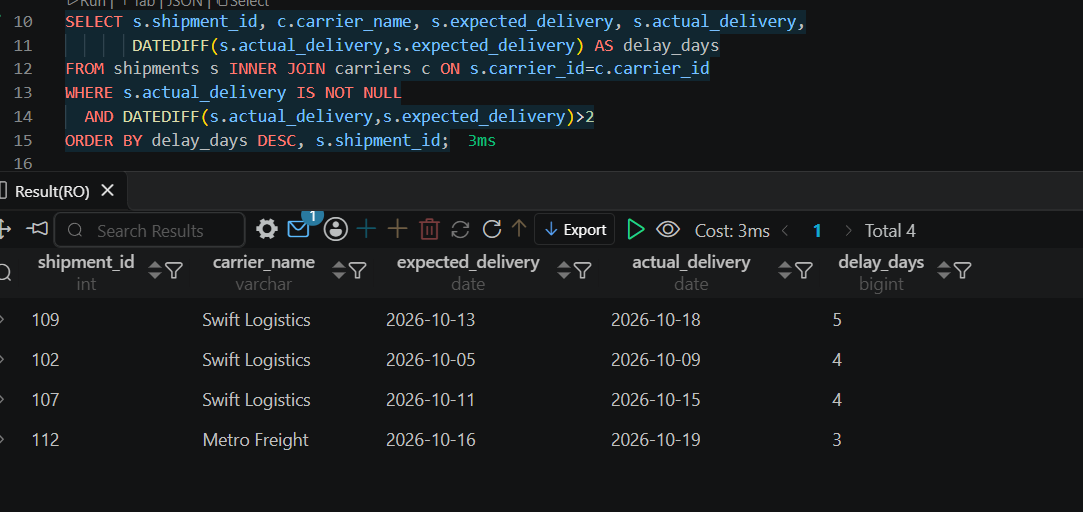 Run | + Tab | JSON | Select
10 SELECT s.shipment_id, c.carrier_name, s.expected_delivery, s.actual_delivery,
11 DATEDIFF(s.actual_delivery,s.expected_delivery) AS delay_days
12 FROM shipments s INNER JOIN carriers c ON s.carrier_id=c.carrier_id
13 WHERE s.actual_delivery IS NOT NULL
14 AND DATEDIFF(s.actual_delivery,s.expected_delivery)>2
15 ORDER BY delay_days DESC, s.shipment_id; 3ms
16
Result(RO)
Search Results 1 Export Cost: 3ms 1 Total 4
shipment_id carrier_name expected_delivery actual_delivery delay_days
int varchar date date bigint
109 Swift Logistics 2026-10-13 2026-10-18 5
102 Swift Logistics 2026-10-05 2026-10-09 4
107 Swift Logistics 2026-10-11 2026-10-15 4
112 Metro Freight 2026-10-16 2026-10-19 3